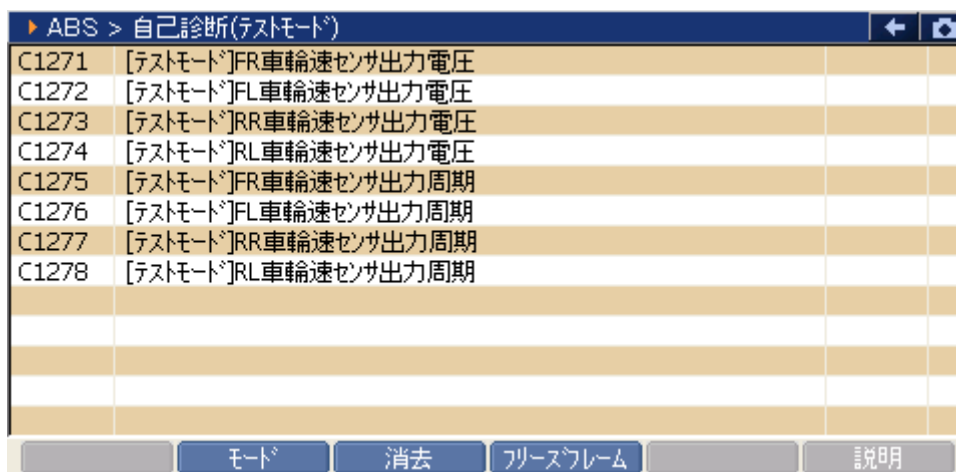 ABS > 自己診断(ﾃｽﾄﾓｰﾄﾞ)
C1271 [ﾃｽﾄﾓｰﾄﾞ]FR車輪速ｾﾝｻ出力電圧
C1272 [ﾃｽﾄﾓｰﾄﾞ]FL車輪速ｾﾝｻ出力電圧
C1273 [ﾃｽﾄﾓｰﾄﾞ]RR車輪速ｾﾝｻ出力電圧
C1274 [ﾃｽﾄﾓｰﾄﾞ]RL車輪速ｾﾝｻ出力電圧
C1275 [ﾃｽﾄﾓｰﾄﾞ]FR車輪速ｾﾝｻ出力周期
C1276 [ﾃｽﾄﾓｰﾄﾞ]FL車輪速ｾﾝｻ出力周期
C1277 [ﾃｽﾄﾓｰﾄﾞ]RR車輪速ｾﾝｻ出力周期
C1278 [ﾃｽﾄﾓｰﾄﾞ]RL車輪速ｾﾝｻ出力周期
ﾓｰﾄﾞ 消去 ﾌﾘｰｽﾞﾌﾚｰﾑ 説明